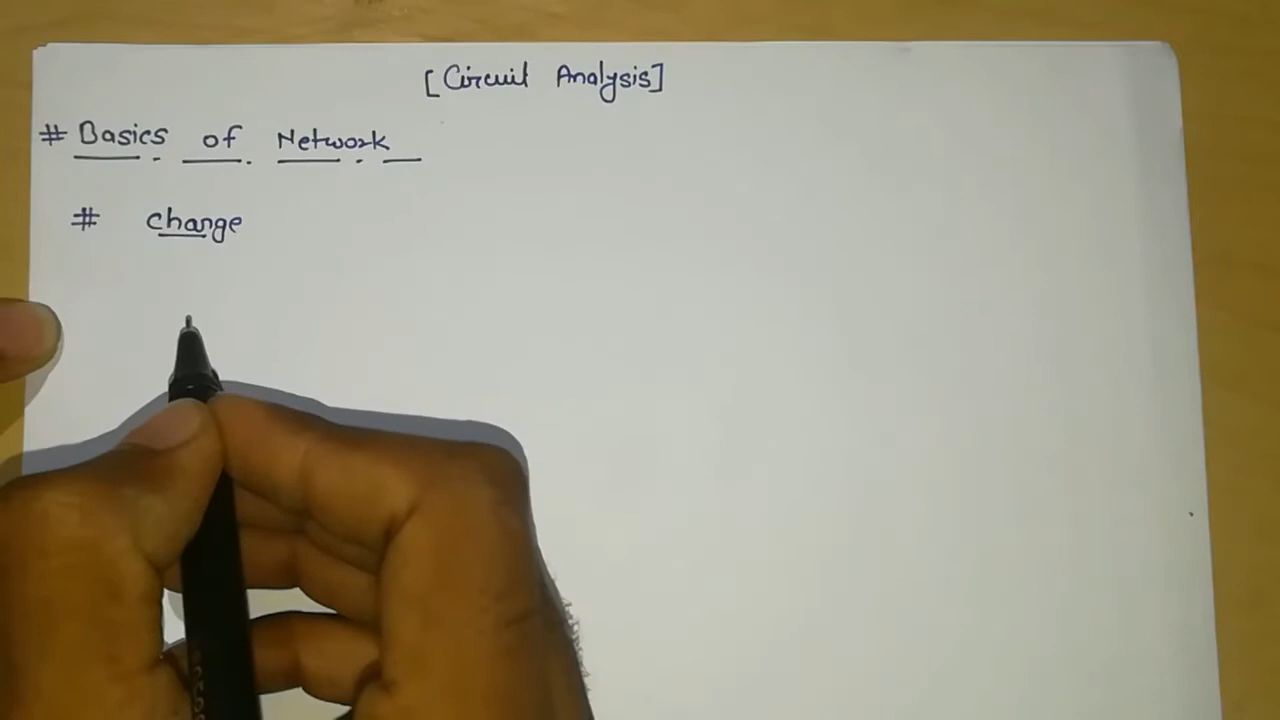 [Circuit Analysis]
# Basics of Network
# change